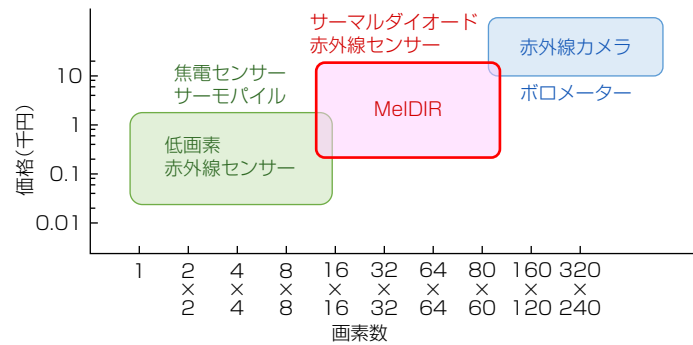 サーマルダイオード
赤外線センサー
赤外線カメラ
焦電センサー
サーモパイル
MelDIR
ボロメーター
低画素
赤外線センサー
価格(千円)
10
1
0.1
0.01
1
2×2
4×4
8×8
16×16
32×32
64×64
80×60
160×120
320×240
画素数